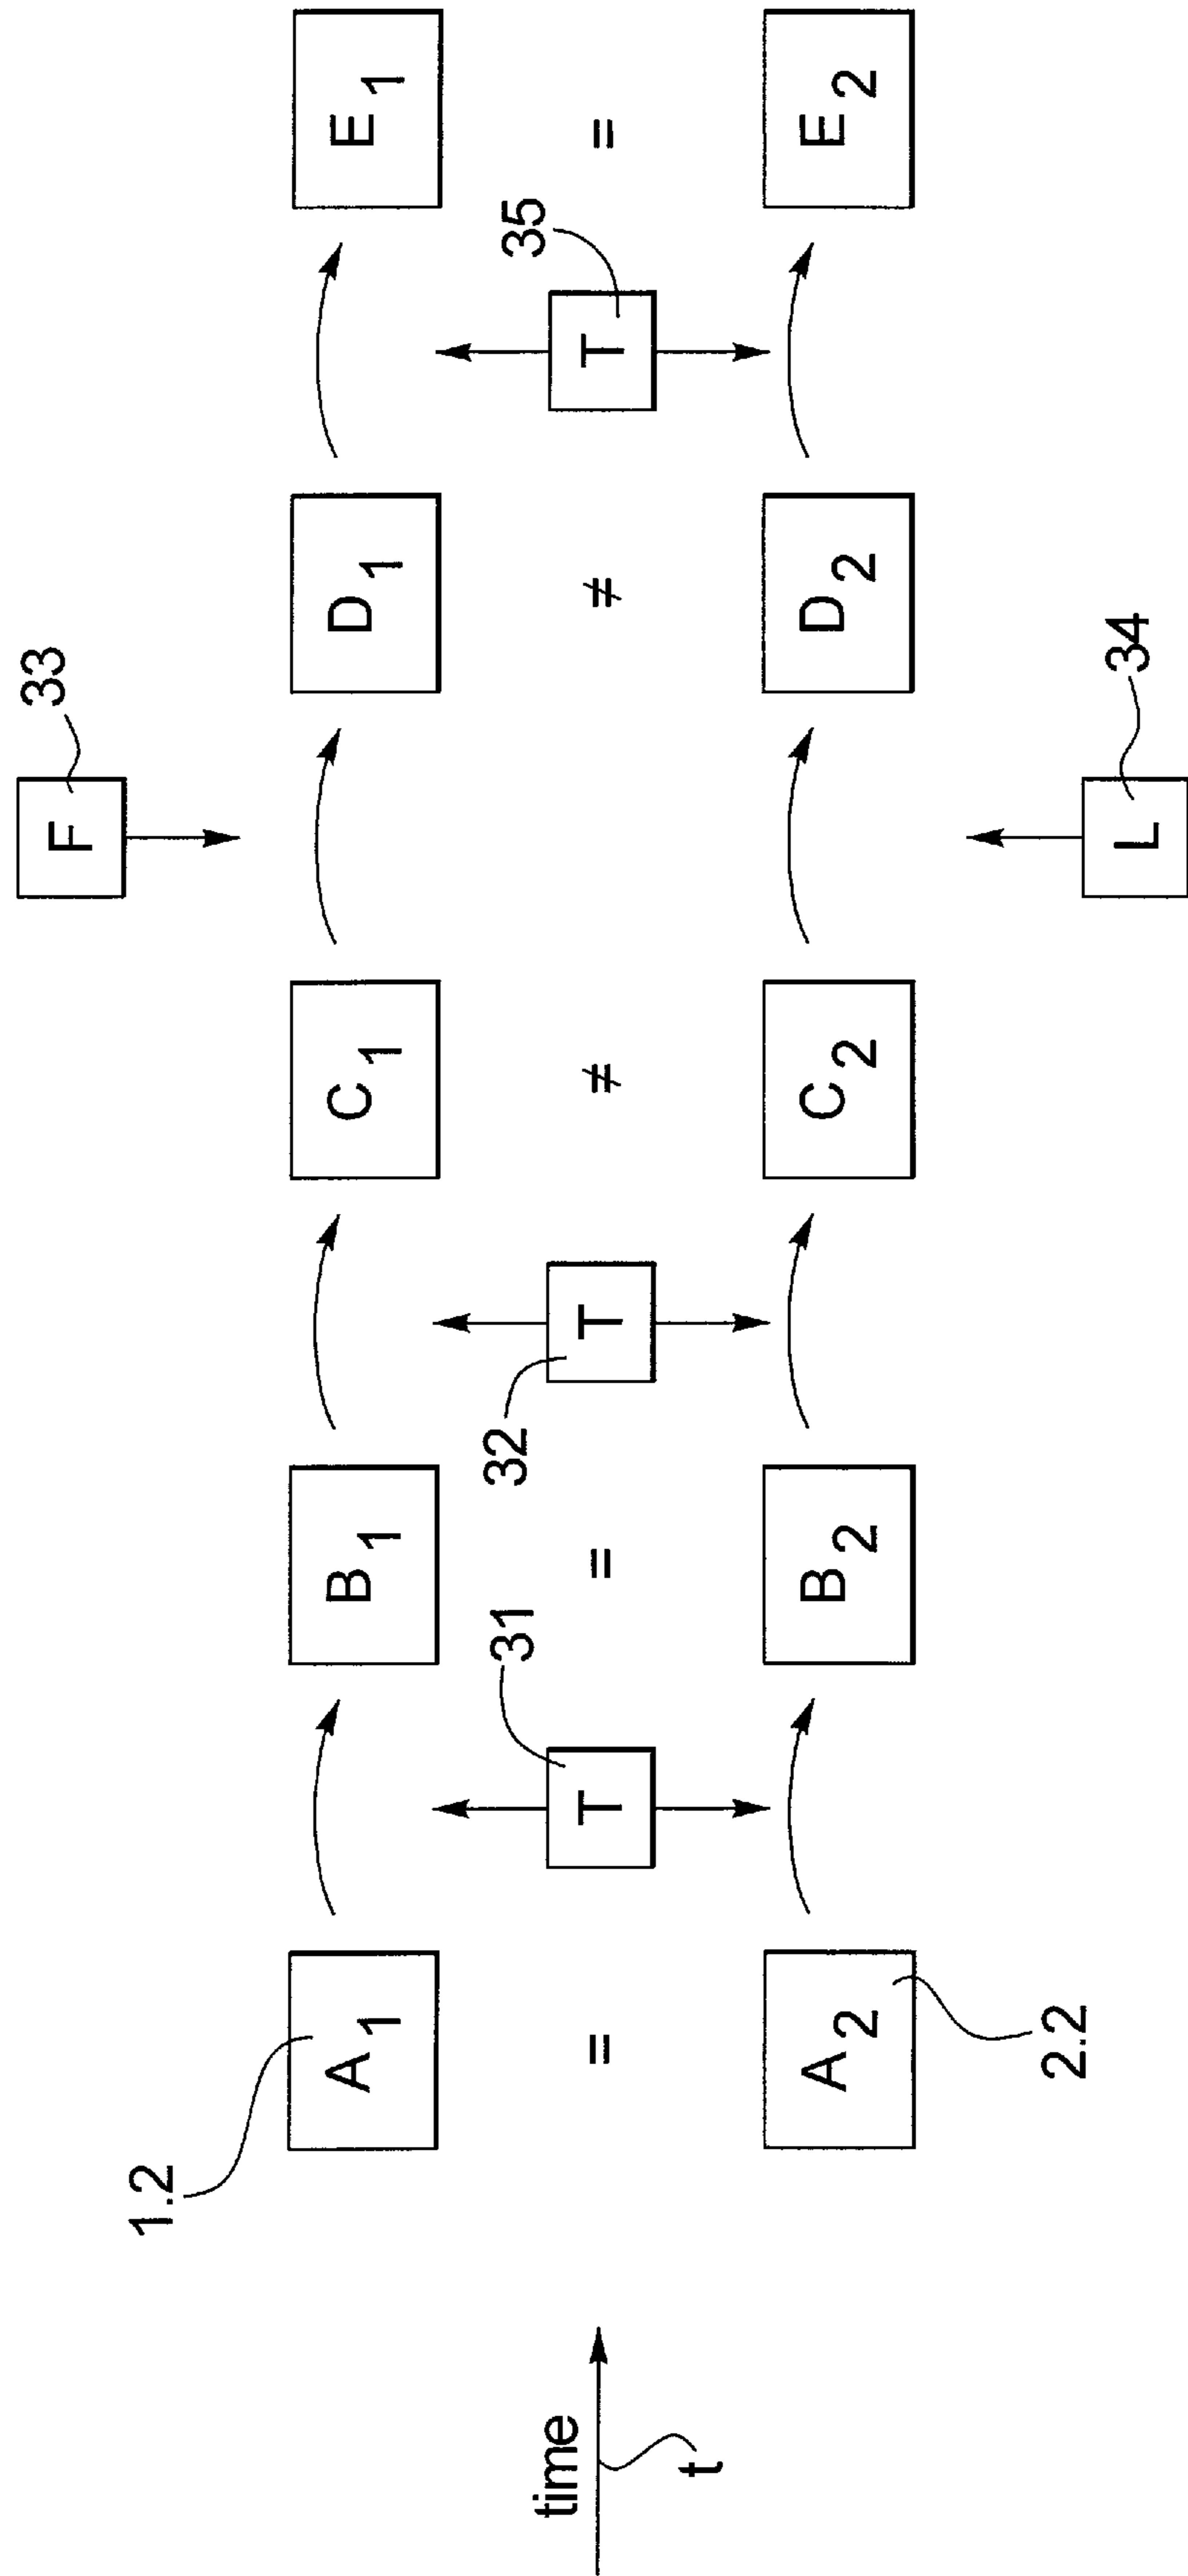 33
F
1.2
A1 B1 C1 D1 E1
31 32 35
time
= T = T ≠ ≠ T =
t
A2 B2 C2 D2 E2
2.2
34
L